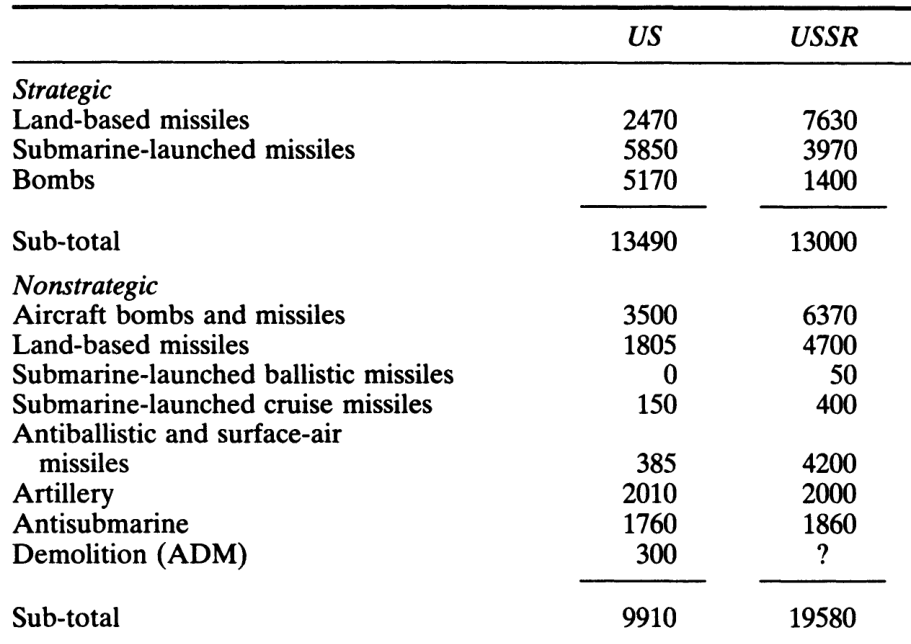 US USSR
Strategic
Land-based missiles 2470 7630
Submarine-launched missiles 5850 3970
Bombs 5170 1400
Sub-total 13490 13000
Nonstrategic
Aircraft bombs and missiles 3500 6370
Land-based missiles 1805 4700
Submarine-launched ballistic missiles 0 50
Submarine-launched cruise missiles 150 400
Antiballistic and surface-air
missiles 385 4200
Artillery 2010 2000
Antisubmarine 1760 1860
Demolition (ADM) 300 ?
Sub-total 9910 19580